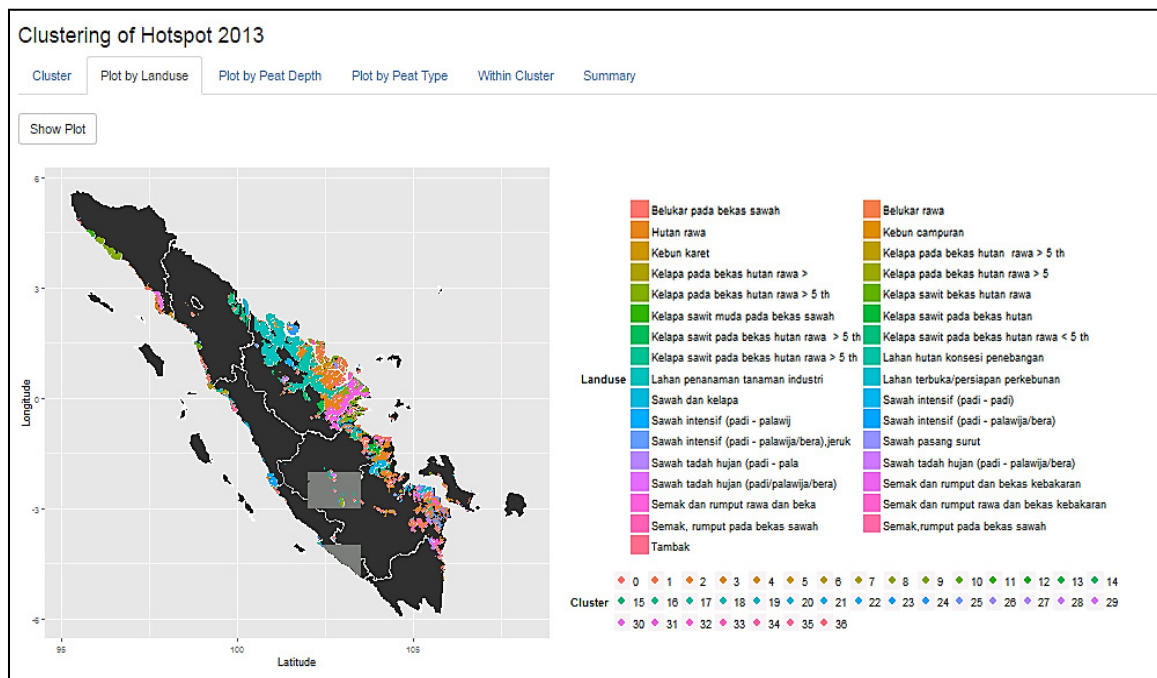 Clustering of Hotspot 2013
Cluster Plot by Landuse Plot by Peat Depth Plot by Peat Type Within Cluster Summary
Show Plot
6
3
0
-3
-6
Longitude
95 100 105
Latitude
Landuse
Belukar pada bekas sawah Belukar rawa
Hutan rawa Kebun campuran
Kebun karet Kelapa pada bekas hutan rawa > 5 th
Kelapa pada bekas hutan rawa > Kelapa pada bekas hutan rawa > 5
Kelapa pada bekas hutan rawa > 5 th Kelapa sawit bekas hutan rawa
Kelapa sawit muda pada bekas sawah Kelapa sawit pada bekas hutan
Kelapa sawit pada bekas hutan rawa > 5 th Kelapa sawit pada bekas hutan rawa < 5 th
Kelapa sawit pada bekas hutan rawa > 5 th Lahan hutan konsesi penebangan
Lahan penanaman tanaman industri Lahan terbuka/persiapan perkebunan
Sawah dan kelapa Sawah intensif (padi - padi)
Sawah intensif (padi - palawij Sawah intensif (padi - palawija/bera)
Sawah intensif (padi - palawija/bera),jeruk Sawah pasang surut
Sawah tadah hujan (padi - pala Sawah tadah hujan (padi - palawija/bera)
Sawah tadah hujan (padi/palawija/bera) Semak dan rumput dan bekas kebakaran
Semak dan rumput rawa dan beka Semak dan rumput rawa dan bekas kebakaran
Semak, rumput pada bekas sawah Semak,rumput pada bekas sawah
Tambak
Cluster
0 1 2 3 4 5 6 7 8 9 10 11 12 13 14
15 16 17 18 19 20 21 22 23 24 25 26 27 28 29
30 31 32 33 34 35 36